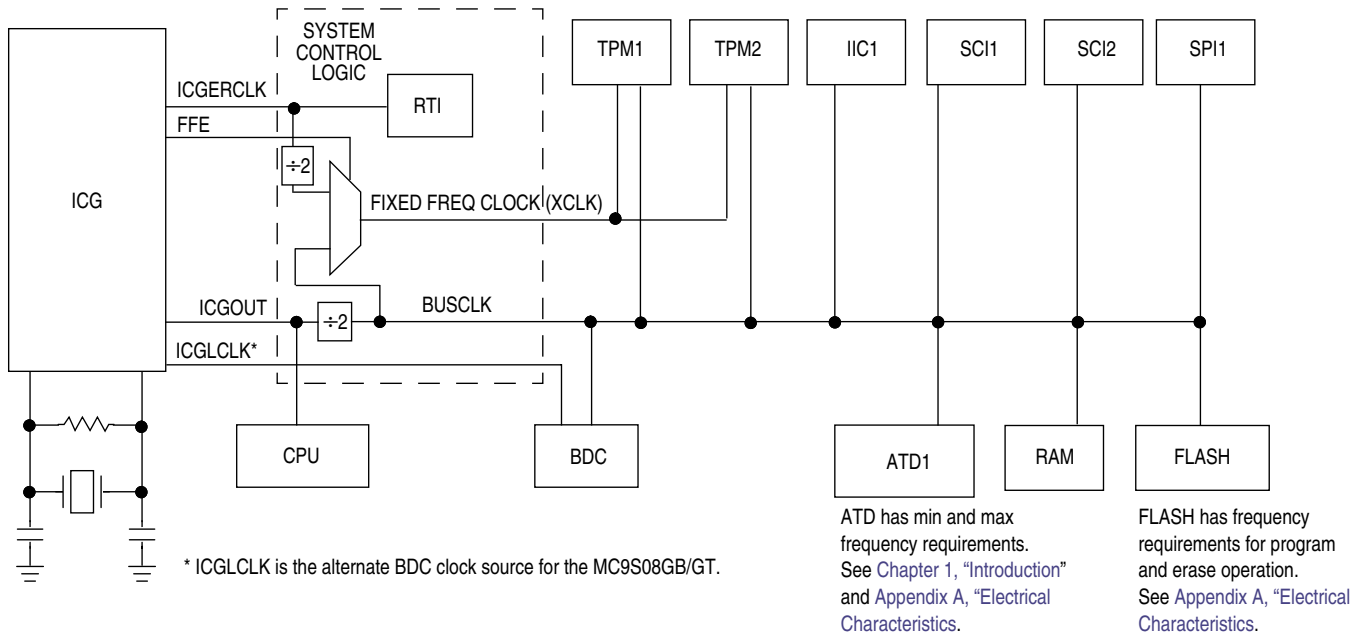 SYSTEM
CONTROL
LOGIC
TPM1
TPM2
IIC1
SCI1
SCI2
SPI1
ICGERCLK
RTI
FFE
÷2
ICG
FIXED FREQ CLOCK (XCLK)
ICGOUT
÷2
BUSCLK
ICGLCLK*
CPU
BDC
ATD1
RAM
FLASH
ATD has min and max
frequency requirements.
See Chapter 1, “Introduction”
and Appendix A, “Electrical
Characteristics.
FLASH has frequency
requirements for program
and erase operation.
See Appendix A, “Electrical
Characteristics.
* ICGLCLK is the alternate BDC clock source for the MC9S08GB/GT.